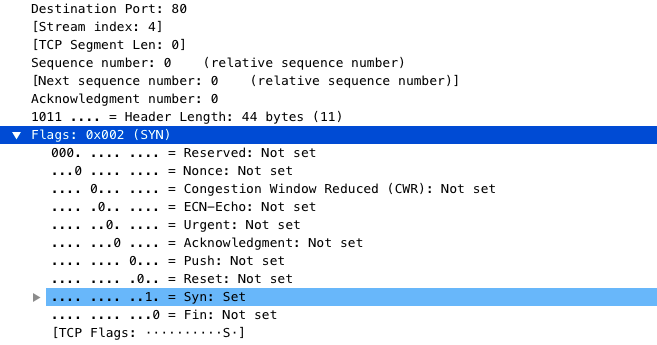 Destination Port: 80
[Stream index: 4]
[TCP Segment Len: 0]
Sequence number: 0    (relative sequence number)
[Next sequence number: 0    (relative sequence number)]
Acknowledgment number: 0
1011 .... = Header Length: 44 bytes (11)
Flags: 0x002 (SYN)
000. .... .... = Reserved: Not set
...0 .... .... = Nonce: Not set
.... 0... .... = Congestion Window Reduced (CWR): Not set
.... .0.. .... = ECN-Echo: Not set
.... ..0. .... = Urgent: Not set
.... ...0 .... = Acknowledgment: Not set
.... .... 0... = Push: Not set
.... .... .0.. = Reset: Not set
.... .... ..1. = Syn: Set
.... .... ...0 = Fin: Not set
[TCP Flags: ··········S·]